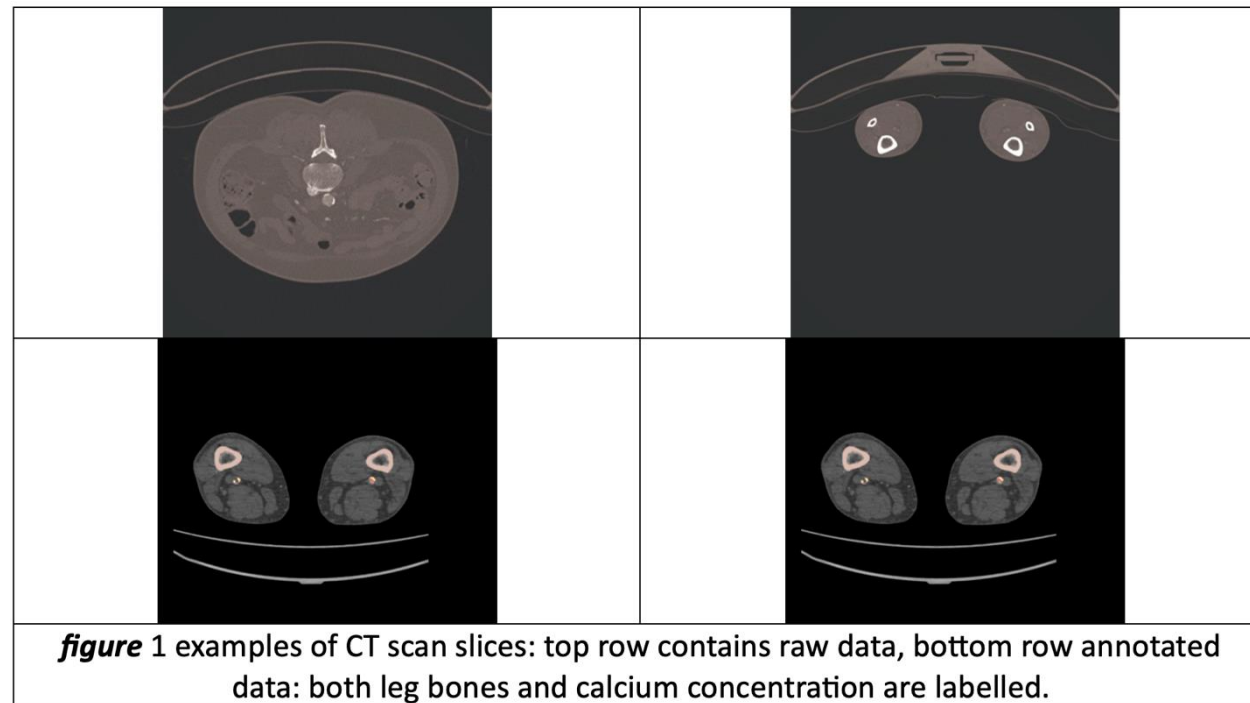 figure 1 examples of CT scan slices: top row contains raw data, bottom row annotated
data: both leg bones and calcium concentration are labelled.